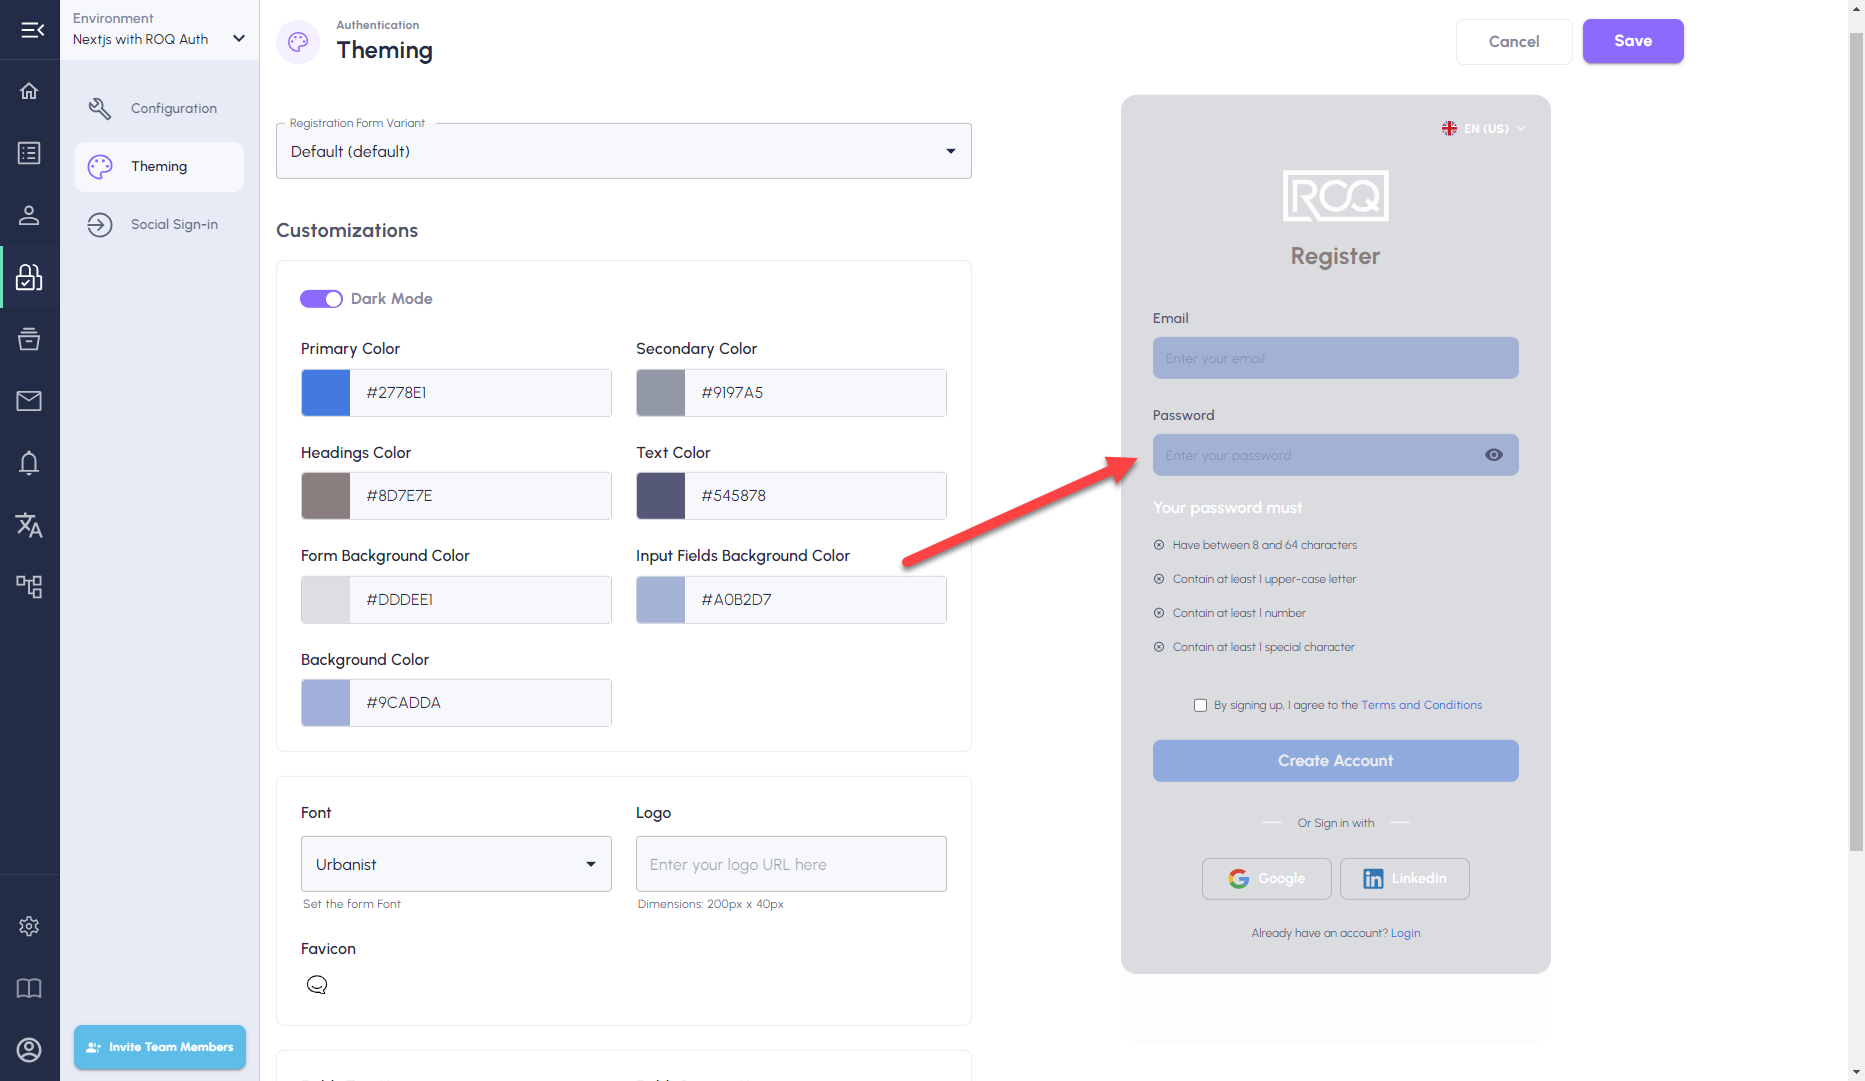 Environment
Nextjs with ROQ Auth
Configuration
Theming
Social Sign-in
Invite Team Members
Authentication
Theming
Cancel
Save
Registration Form Variant
Default (default)
Customizations
Dark Mode
Primary Color
Secondary Color
#2778E1
#9197A5
Headings Color
Text Color
#8D7E7E
#545878
Form Background Color
Input Fields Background Color
#DDDEE1
#A0B2D7
Background Color
#9CADDA
Font
Logo
Urbanist
Enter your logo URL here
Set the form Font
Dimensions: 200px x 40px
Favicon
EN (US)
ROQ
Register
Email
Enter your email
Password
Enter your password
Your password must
Have between 8 and 64 characters
Contain at least 1 upper-case letter
Contain at least 1 number
Contain at least 1 special character
By signing up, I agree to the Terms and Conditions
Create Account
Or Sign in with
Google
LinkedIn
Already have an account? Login